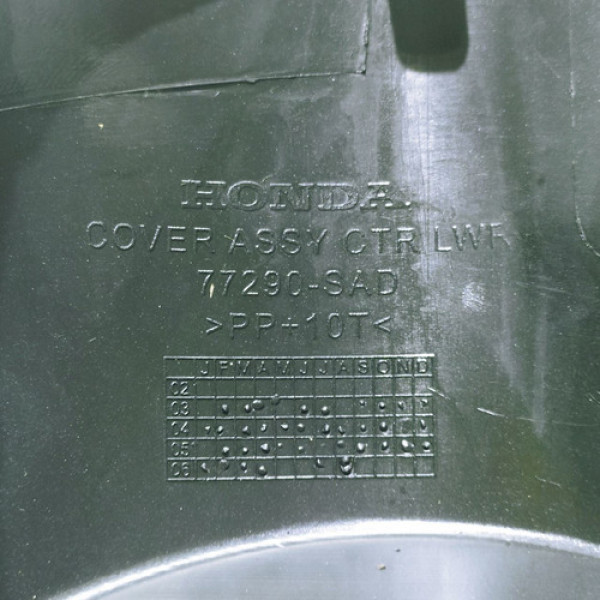 HONDA
COVER ASSY CTR LWR
77290-SAD
>PP+10T<
J F M A M J J A S O N D
02
03
04
05
06